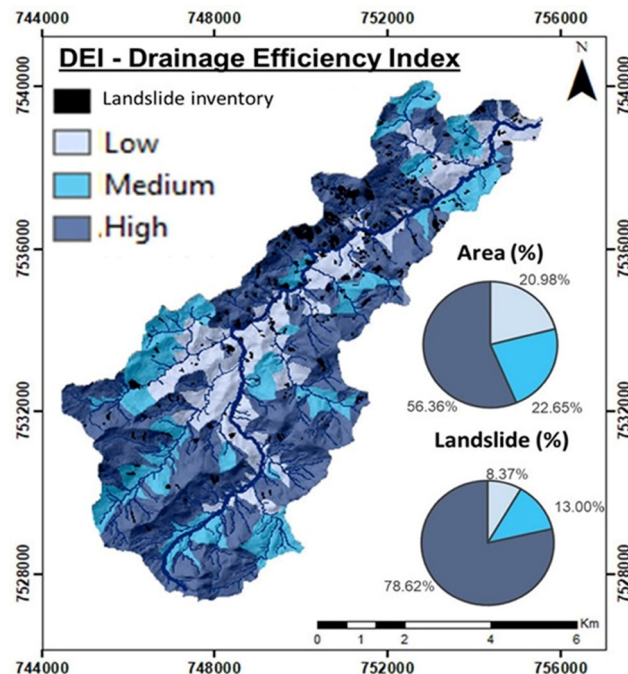 744000 748000 752000 756000
DEI - Drainage Efficiency Index
N
Landslide inventory
Low
Medium
.High
7540000 7540000
7536000 7536000
7532000 7532000
7528000 7528000
Area (%)
20.98%
56.36% 22.65%
Landslide (%)
8.37%
13.00%
78.62%
Km
0 1 2 4 6
744000 748000 752000 756000